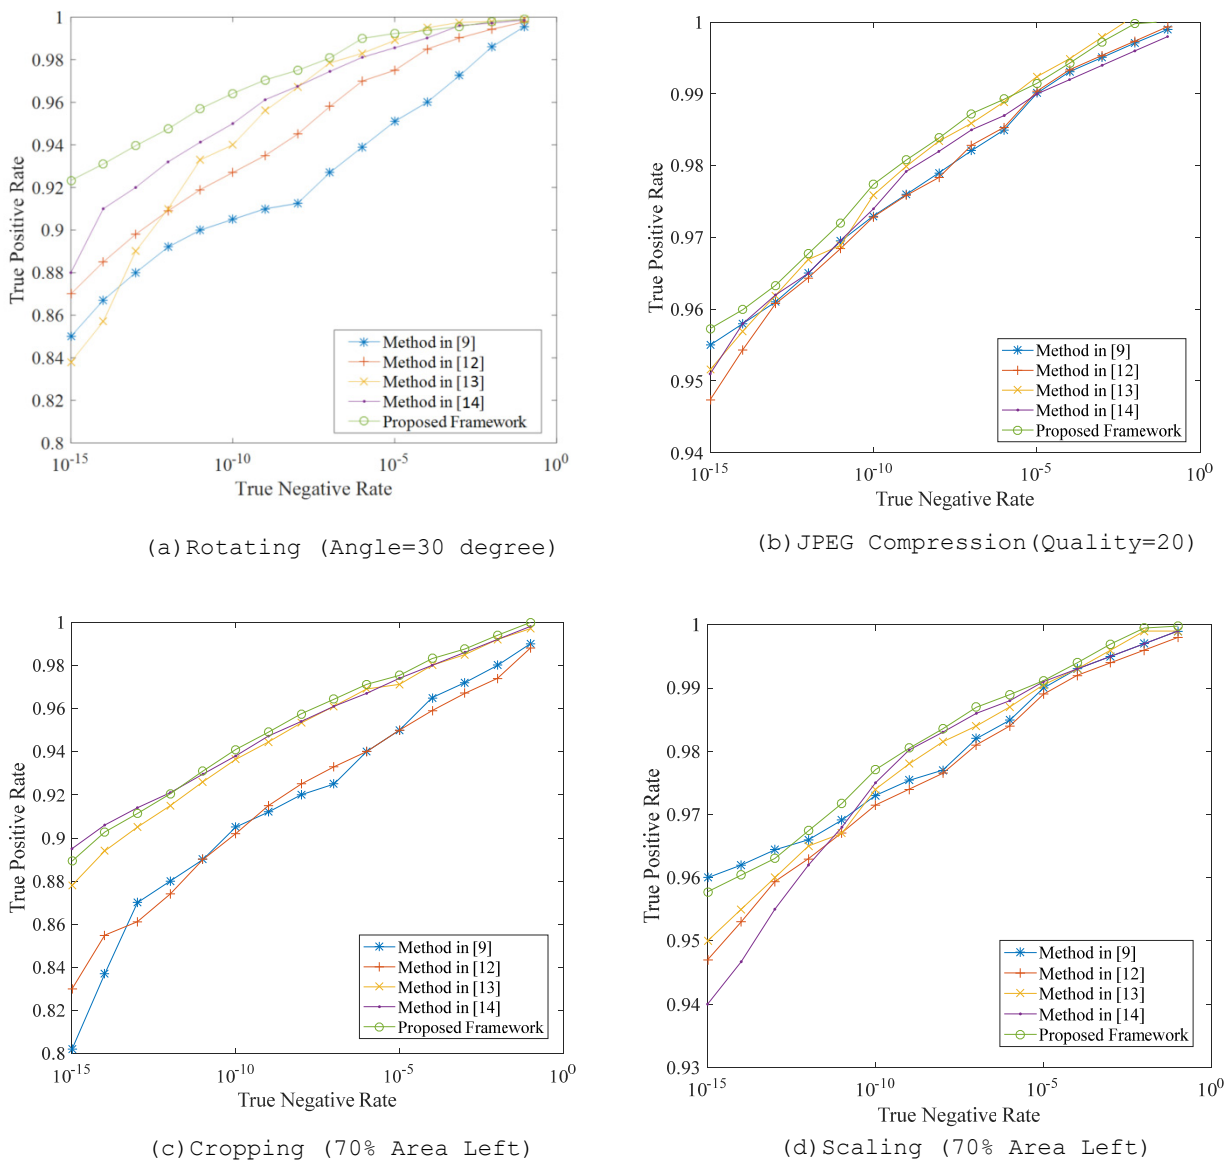 1
0.98
0.96
0.94
0.92
0.9
0.88
0.86
0.84
0.82
0.8
True Positive Rate
10^-15
10^-10
10^-5
10^0
True Negative Rate
Method in [9]
Method in [12]
Method in [13]
Method in [14]
Proposed Framework
(a)Rotating (Angle=30 degree)
1
0.99
0.98
0.97
0.96
0.95
0.94
True Positive Rate
10^-15
10^-10
10^-5
10^0
True Negative Rate
Method in [9]
Method in [12]
Method in [13]
Method in [14]
Proposed Framework
(b)JPEG Compression(Quality=20)
1
0.98
0.96
0.94
0.92
0.9
0.88
0.86
0.84
0.82
0.8
True Positive Rate
10^-15
10^-10
10^-5
10^0
True Negative Rate
Method in [9]
Method in [12]
Method in [13]
Method in [14]
Proposed Framework
(c)Cropping (70% Area Left)
1
0.99
0.98
0.97
0.96
0.95
0.94
0.93
True Positive Rate
10^-15
10^-10
10^-5
10^0
True Negative Rate
Method in [9]
Method in [12]
Method in [13]
Method in [14]
Proposed Framework
(d)Scaling (70% Area Left)